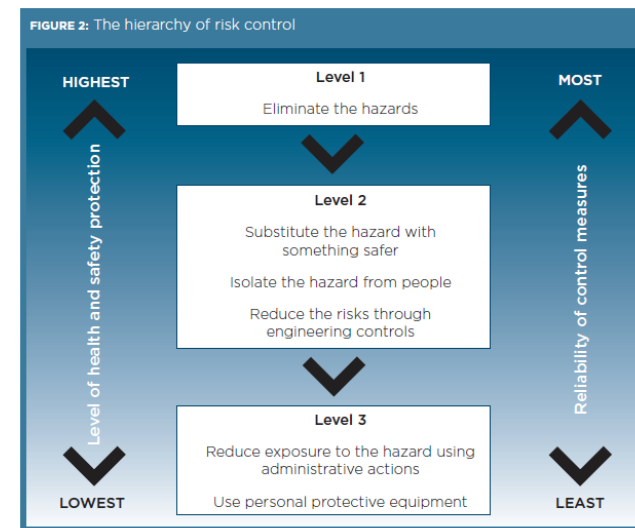 FIGURE 2: The hierarchy of risk control
HIGHEST
Level of health and safety protection
LOWEST
Level 1
Eliminate the hazards
Level 2
Substitute the hazard with
something safer
Isolate the hazard from people
Reduce the risks through
engineering controls
Level 3
Reduce exposure to the hazard using
administrative actions
Use personal protective equipment
MOST
Reliability of control measures
LEAST